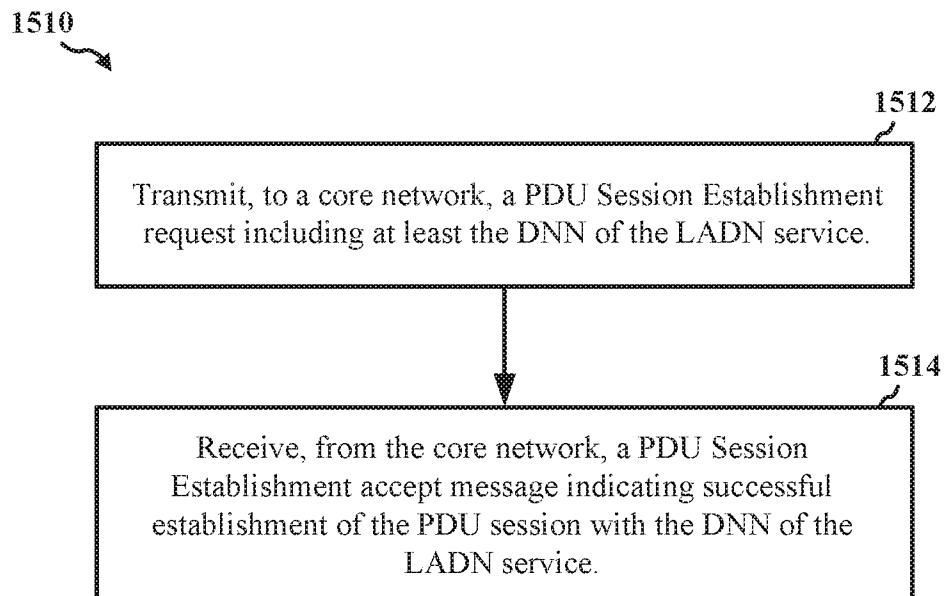 1510
1512
Transmit, to a core network, a PDU Session Establishment
request including at least the DNN of the LADN service.
1514
Receive, from the core network, a PDU Session
Establishment accept message indicating successful
establishment of the PDU session with the DNN of the
LADN service.